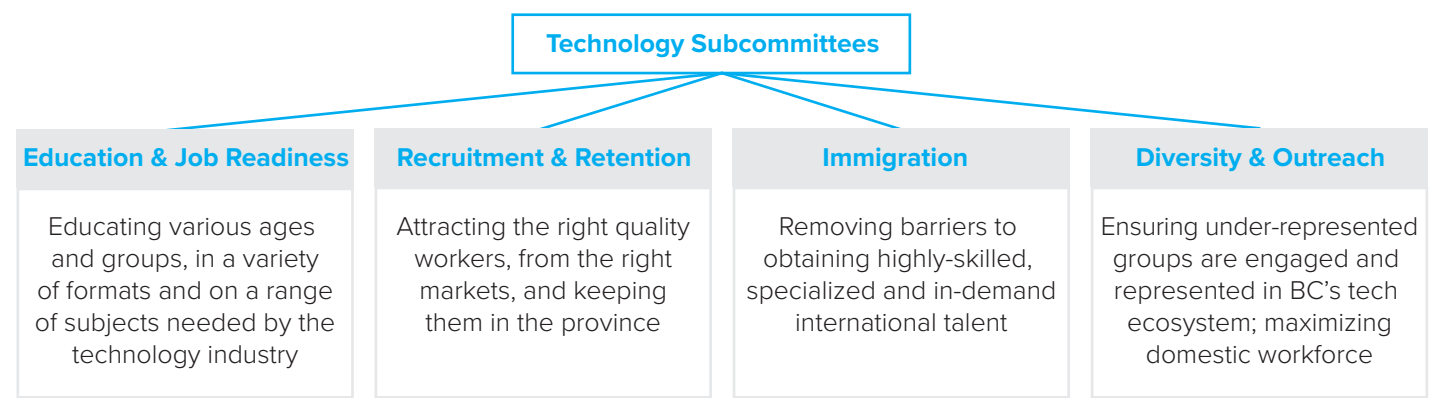 Technology Subcommittees
Education & Job Readiness
Educating various ages
and groups, in a variety
of formats and on a range
of subjects needed by the
technology industry
Recruitment & Retention
Attracting the right quality
workers, from the right
markets, and keeping
them in the province
Immigration
Removing barriers to
obtaining highly-skilled,
specialized and in-demand
international talent
Diversity & Outreach
Ensuring under-represented
groups are engaged and
represented in BC’s tech
ecosystem; maximizing
domestic workforce